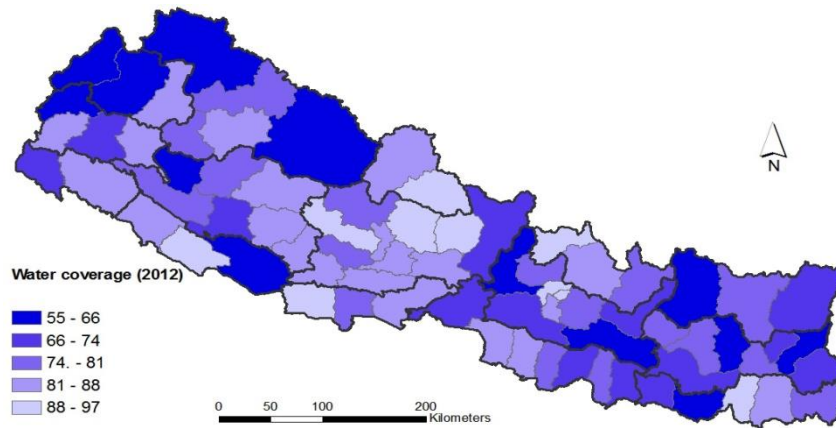 N
Water coverage (2012)
55 - 66
66 - 74
74. - 81
81 - 88
88 - 97
0 50 100 200
Kilometers